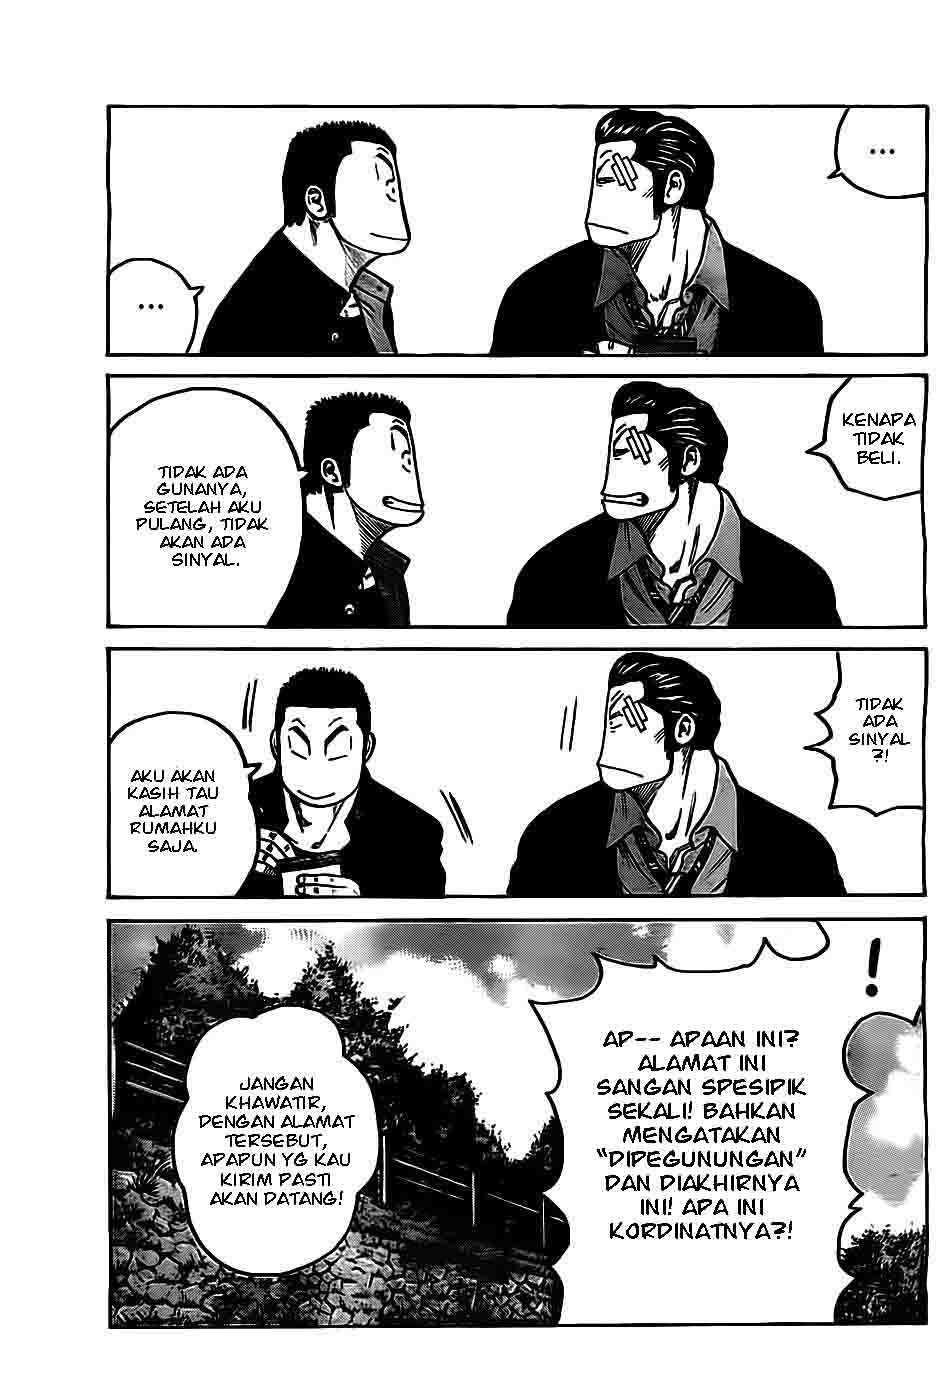 ...
...
KENAPA
TIDAK
BELI.
TIDAK ADA
GUNANYA,
SETELAH AKU
PULANG, TIDAK
AKAN ADA
SINYAL.
TIDAK
ADA
SINYAL
?!
AKU AKAN
KASIH TAU
ALAMAT
RUMAHKU
SAJA.
!
AP-- APAAN INI?
ALAMAT INI
SANGAN SPESIPIK
SEKALI! BAHKAN
MENGATAKAN
“DIPEGUNUNGAN”
DAN DIAKHIRNYA
INI! APA INI
KORDINATNYA?!
JANGAN
KHAWATIR,
DENGAN ALAMAT
TERSEBUT,
APAPUN YG KAU
KIRIM PASTI
AKAN DATANG!